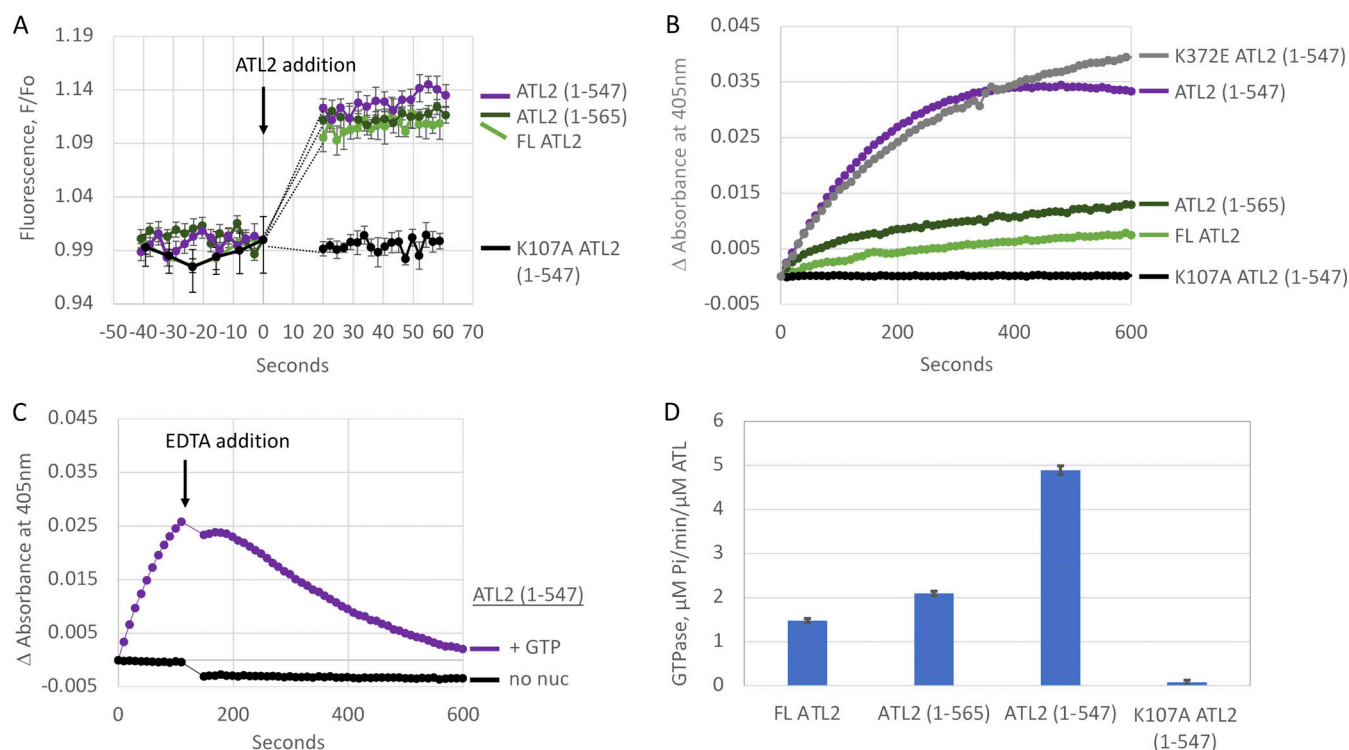 A
Fluorescence, F/Fo
1.19
1.14
1.09
1.04
0.99
0.94
ATL2 addition
ATL2 (1-547)
ATL2 (1-565)
FL ATL2
K107A ATL2
(1-547)
-50 -40 -30 -20 -10 0 10 20 30 40 50 60 70
Seconds
B
Δ Absorbance at 405nm
0.045
0.035
0.025
0.015
0.005
-0.005
K372E ATL2 (1-547)
ATL2 (1-547)
ATL2 (1-565)
FL ATL2
K107A ATL2 (1-547)
0 200 400 600
Seconds
C
Δ Absorbance at 405nm
0.045
0.035
0.025
0.015
0.005
-0.005
EDTA addition
ATL2 (1-547)
+ GTP
no nuc
0 200 400 600
Seconds
D
GTPase, μM Pi/min/μM ATL
6
5
4
3
2
1
0
FL ATL2 ATL2 (1-565) ATL2 (1-547) K107A ATL2
(1-547)